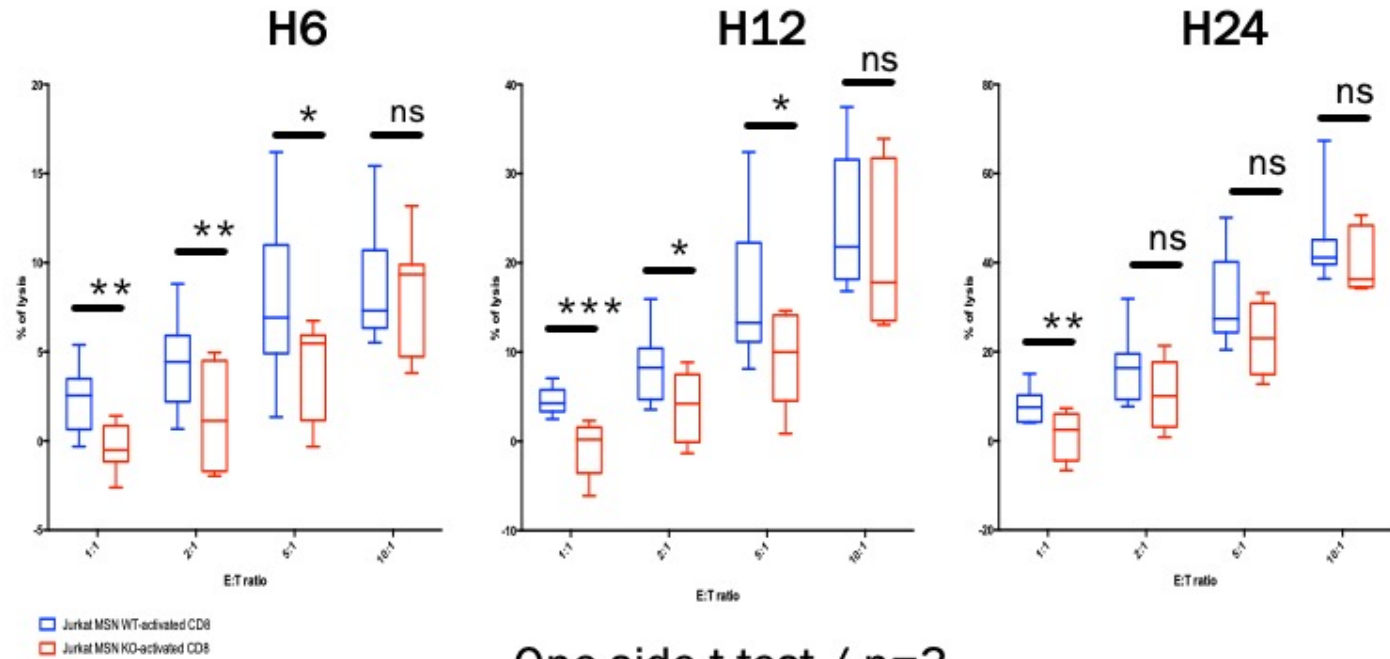 H6
H12
H24
20
15
10
5
0
-5
% of lysis
**
**
*
ns
1:1
2:1
5:1
10:1
E:T ratio
40
30
20
10
0
-10
% of lysis
***
*
*
ns
1:1
2:1
5:1
10:1
E:T ratio
80
60
40
20
0
-20
% of lysis
**
ns
ns
ns
1:1
2:1
5:1
10:1
E:T ratio
Jurkat MSN WT-activated CD8
Jurkat MSN KO-activated CD8
One side t test / n=